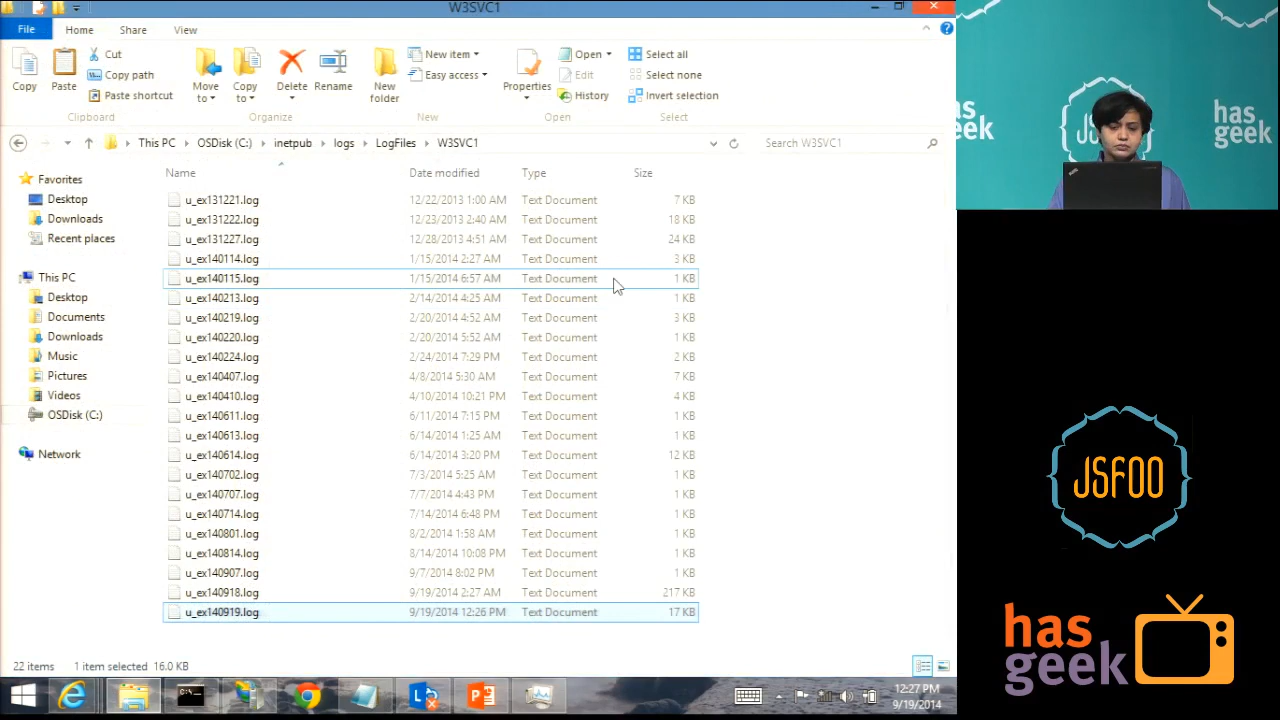 W3SVC1
File Home Share View
Copy
Paste
Cut
Copy path
Paste shortcut
Clipboard
Move to
Copy to
Delete
Rename
Organize
New folder
New item
Easy access
New
Properties
Open
Edit
History
Open
Select all
Select none
Invert selection
Select
This PC OSDisk (C:) inetpub logs LogFiles W3SVC1
Search W3SVC1
Favorites
Desktop
Downloads
Recent places
This PC
Desktop
Documents
Downloads
Music
Pictures
Videos
OSDisk (C:)
Network
Name Date modified Type Size
u_ex131221.log 12/22/2013 1:00 AM Text Document 7 KB
u_ex131222.log 12/23/2013 2:40 AM Text Document 18 KB
u_ex131227.log 12/28/2013 4:51 AM Text Document 24 KB
u_ex140114.log 1/15/2014 2:27 AM Text Document 3 KB
u_ex140115.log 1/15/2014 6:57 AM Text Document 1 KB
u_ex140213.log 2/14/2014 4:25 AM Text Document 1 KB
u_ex140219.log 2/20/2014 4:52 AM Text Document 3 KB
u_ex140220.log 2/20/2014 5:52 AM Text Document 1 KB
u_ex140224.log 2/24/2014 7:29 PM Text Document 2 KB
u_ex140407.log 4/8/2014 5:30 AM Text Document 7 KB
u_ex140410.log 4/10/2014 10:21 PM Text Document 4 KB
u_ex140611.log 6/11/2014 7:15 PM Text Document 1 KB
u_ex140613.log 6/14/2014 1:25 AM Text Document 1 KB
u_ex140614.log 6/14/2014 3:20 PM Text Document 12 KB
u_ex140702.log 7/3/2014 5:25 AM Text Document 1 KB
u_ex140707.log 7/7/2014 4:43 PM Text Document 1 KB
u_ex140714.log 7/14/2014 6:48 PM Text Document 1 KB
u_ex140801.log 8/2/2014 1:58 AM Text Document 1 KB
u_ex140814.log 8/14/2014 10:08 PM Text Document 1 KB
u_ex140907.log 9/7/2014 8:02 PM Text Document 1 KB
u_ex140918.log 9/19/2014 2:27 AM Text Document 217 KB
u_ex140919.log 9/19/2014 12:26 PM Text Document 17 KB
22 items 1 item selected 16.0 KB
12:27 PM
9/19/2014
has
geek
JSFOO
has
geek